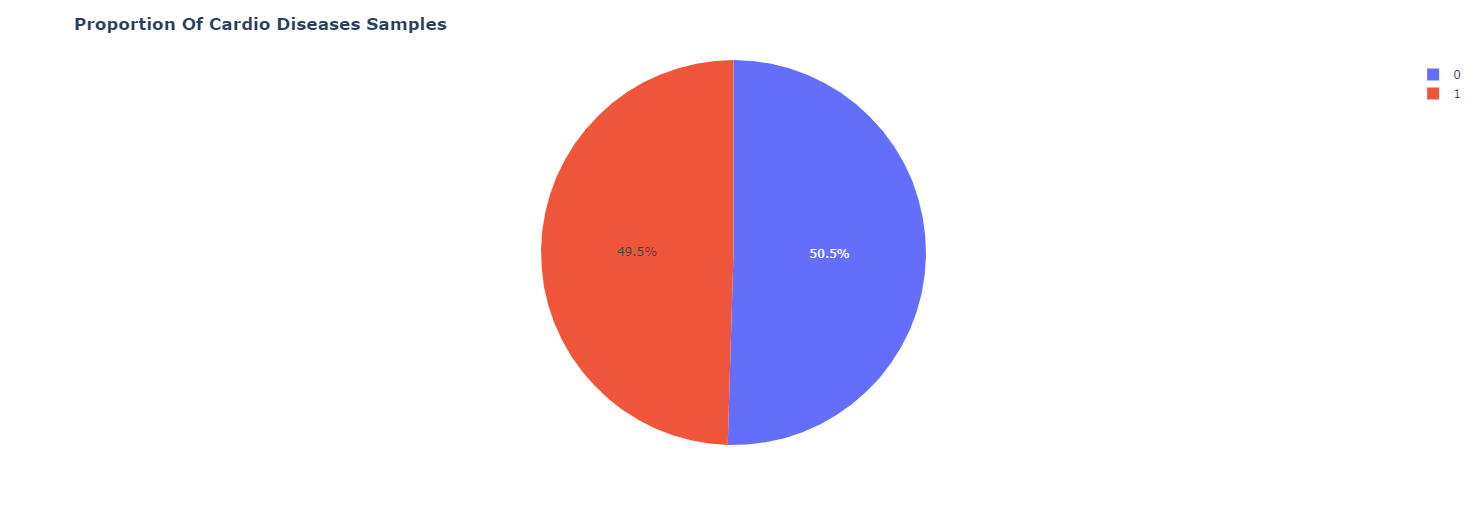 Proportion Of Cardio Diseases Samples
0
1
49.5%
50.5%